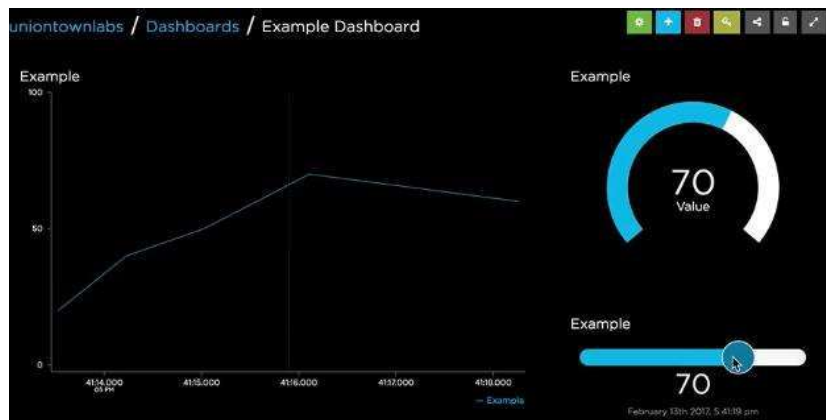 uniontownlabs / Dashboards / Example Dashboard
Example
100
50
0
41:14.000
05 PM
41:15.000
41:16.000
41:17.000
41:18.000
Example
Example
70
Value
Example
70
February 13th 2017, 5:41:19 pm